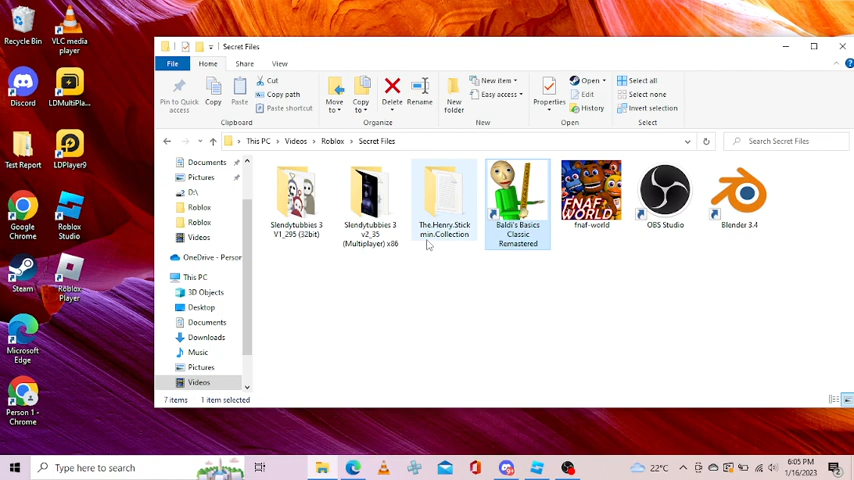 Recycle Bin
VLC media
player
Discord
LDMultiPla...
Test Report
LDPlayer9
Google
Chrome
Roblox
Studio
Steam
Roblox
Player
Microsoft
Edge
Person 1 -
Chrome
Secret Files
File
Home
Share
View
Pin to Quick
access
Copy
Paste
Cut
Copy path
Paste shortcut
Clipboard
Move
to
Copy
to
Delete
Rename
Organize
New
folder
New item
Easy access
New
Properties
Open
Edit
History
Open
Select all
Select none
Invert selection
Select
This PC > Videos > Roblox > Secret Files
Search Secret Files
Documents
Pictures
D:\
Roblox
Roblox
Videos
OneDrive - Person
This PC
3D Objects
Desktop
Documents
Downloads
Music
Pictures
Videos
Slendytubbies 3
V1_295 (32bit)
Slendytubbies 3
v2_35
(Multiplayer) x86
The.Henry.Stick
min.Collection
Baldi's Basics
Classic
Remastered
FNAF
WORLD
fnaf-world
OBS Studio
Blender 3.4
7 items
1 item selected
Type here to search
22°C
6:05 PM
1/16/2023
2